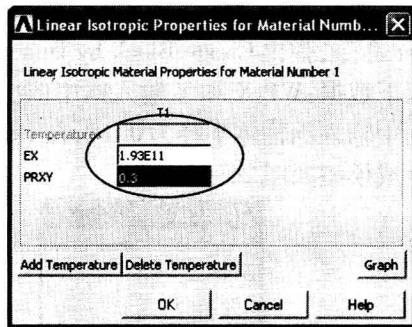 Linear Isotropic Properties for Material Numb...
Linear Isotropic Material Properties for Material Number 1
T1
Temperatures
EX 1.93E11
PRXY 0.3
Add Temperature Delete Temperature Graph
OK Cancel Help